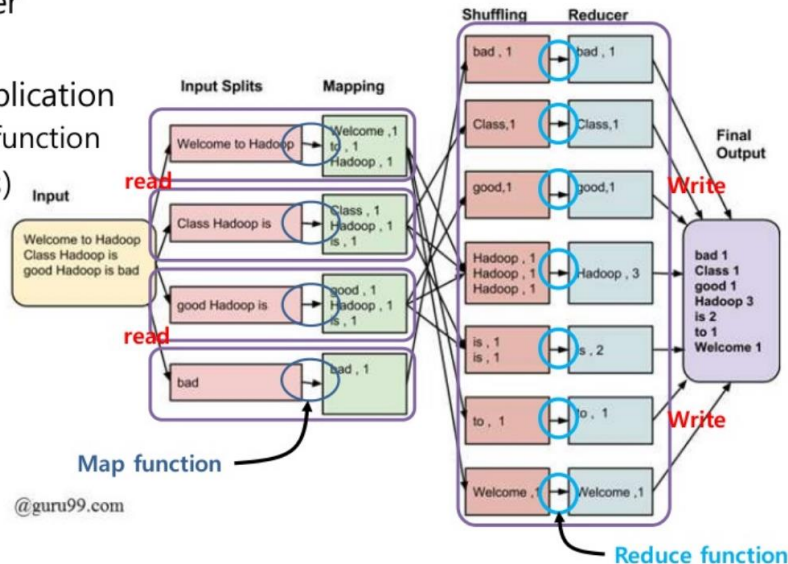 er
plication
function
s)
Input
Welcome to Hadoop
Class Hadoop is
good Hadoop is bad
read
read
Input Splits
Welcome to Hadoop
Class Hadoop is
good Hadoop is
bad
Mapping
Welcome ,1
to , 1
Hadoop , 1
Class , 1
Hadoop , 1
is , 1
good , 1
Hadoop , 1
is , 1
bad , 1
Map function
@guru99.com
Shuffling
bad , 1
Class,1
good,1
Hadoop , 1
Hadoop , 1
Hadoop , 1
is , 1
is , 1
to , 1
Welcome ,1
Reducer
bad , 1
Class,1
good,1
Hadoop , 3
is , 2
to , 1
Welcome ,1
Reduce function
Write
Write
Final
Output
bad 1
Class 1
good 1
Hadoop 3
is 2
to 1
Welcome 1